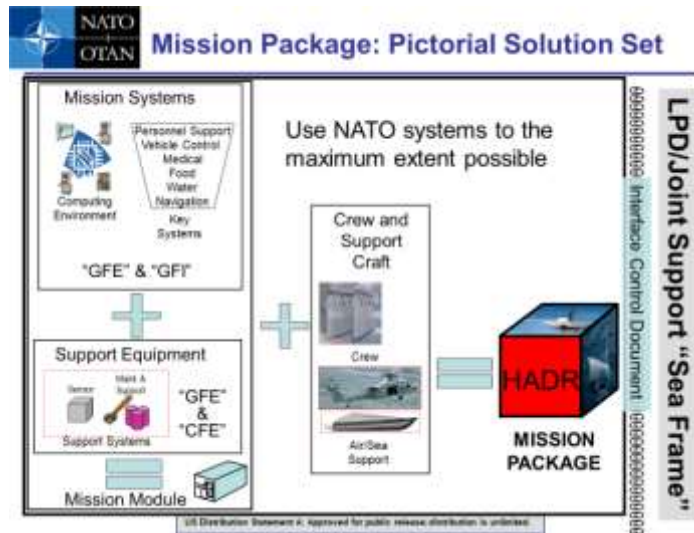 NATO
OTAN
Mission Package: Pictorial Solution Set
Mission Systems
Computing
Environment
Personnel Support
Vehicle Control
Medical
Food
Water
Navigation
Key
Systems
"GFE" & "GFI"
Support Equipment
Sensor
Maint &
Support
Support Systems
"GFE"
&
"CFE"
Mission Module
Use NATO systems to the
maximum extent possible
Crew and
Support
Craft
Crew
Air/Sea
Support
HADR
MISSION
PACKAGE
Interface Control Document
LPD/Joint Support "Sea Frame"
US Distribution Statement A: Approved for public release distribution is unlimited.